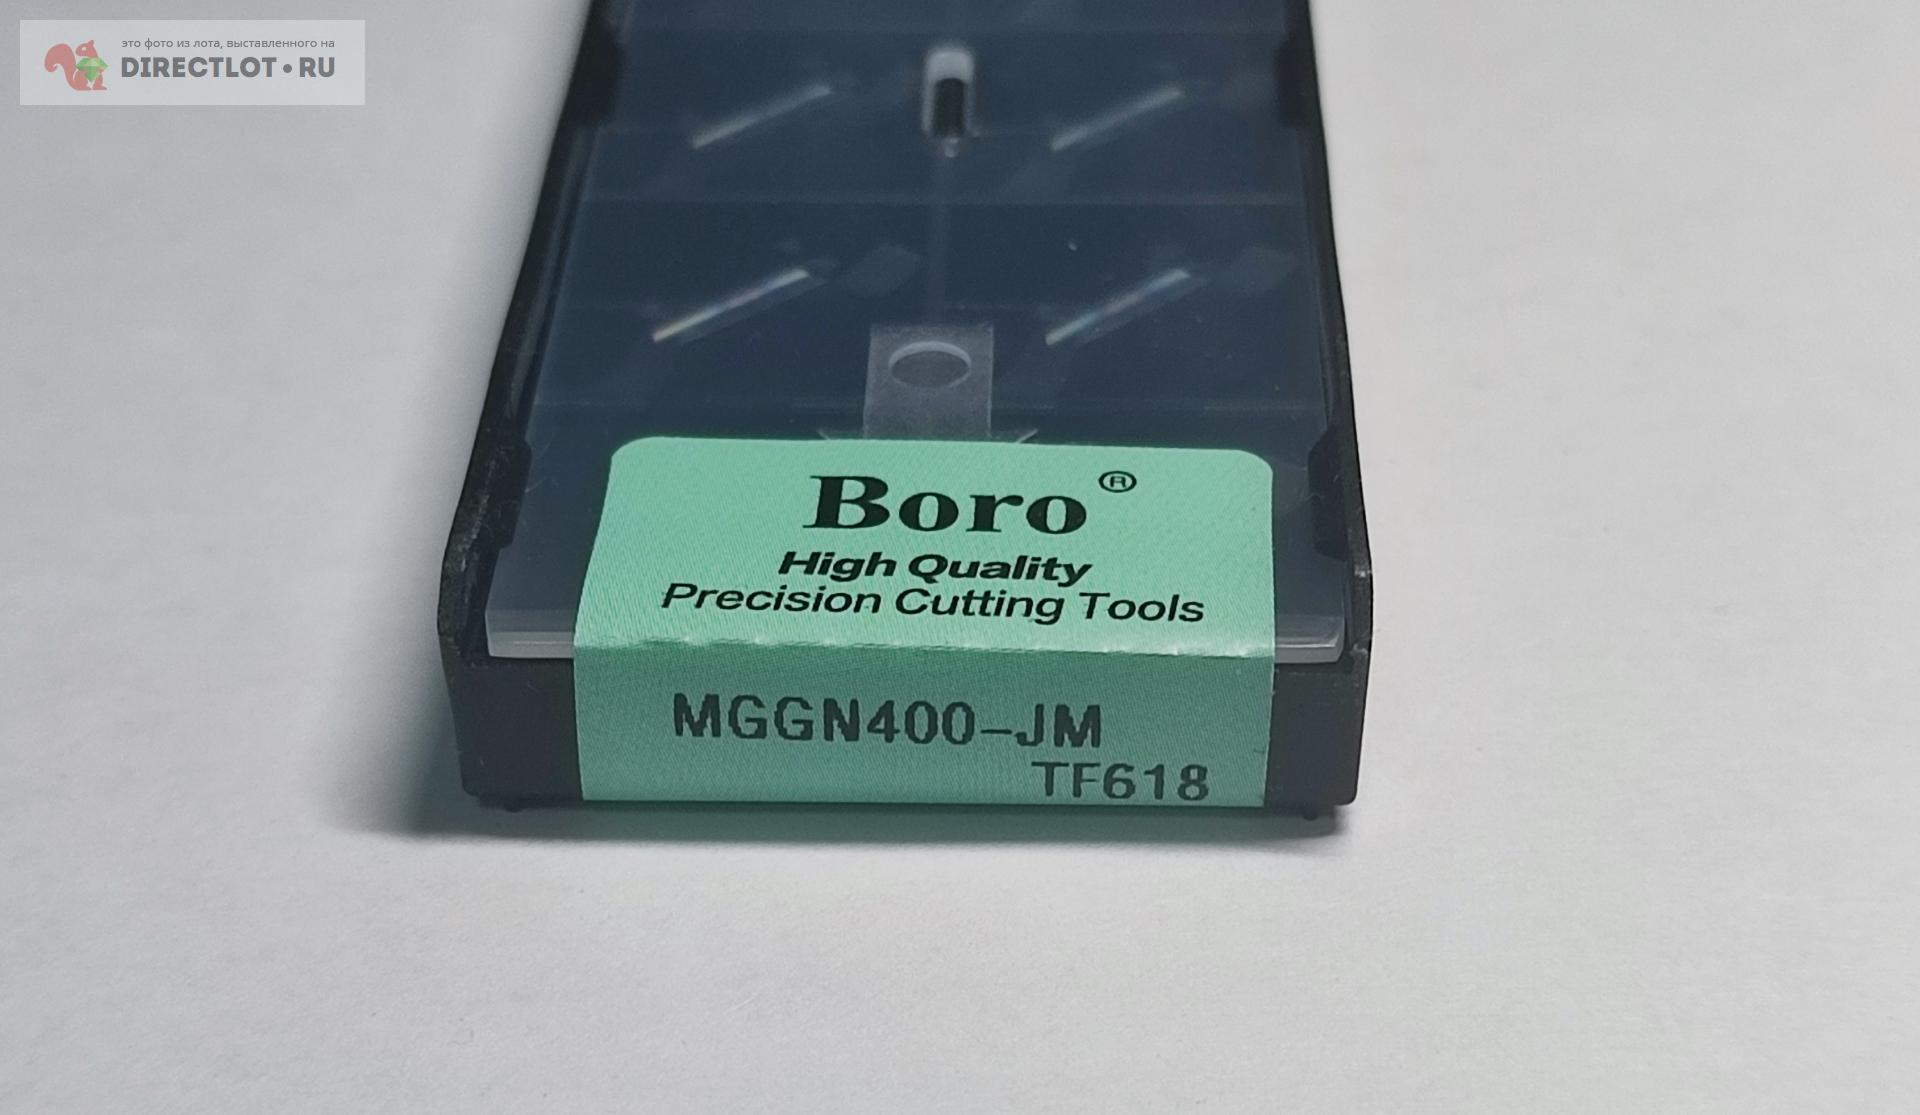 это фото из лота, выставленного на
DIRECTLOT•RU
Boro®
High Quality
Precision Cutting Tools
MGGN400-JM
TF618